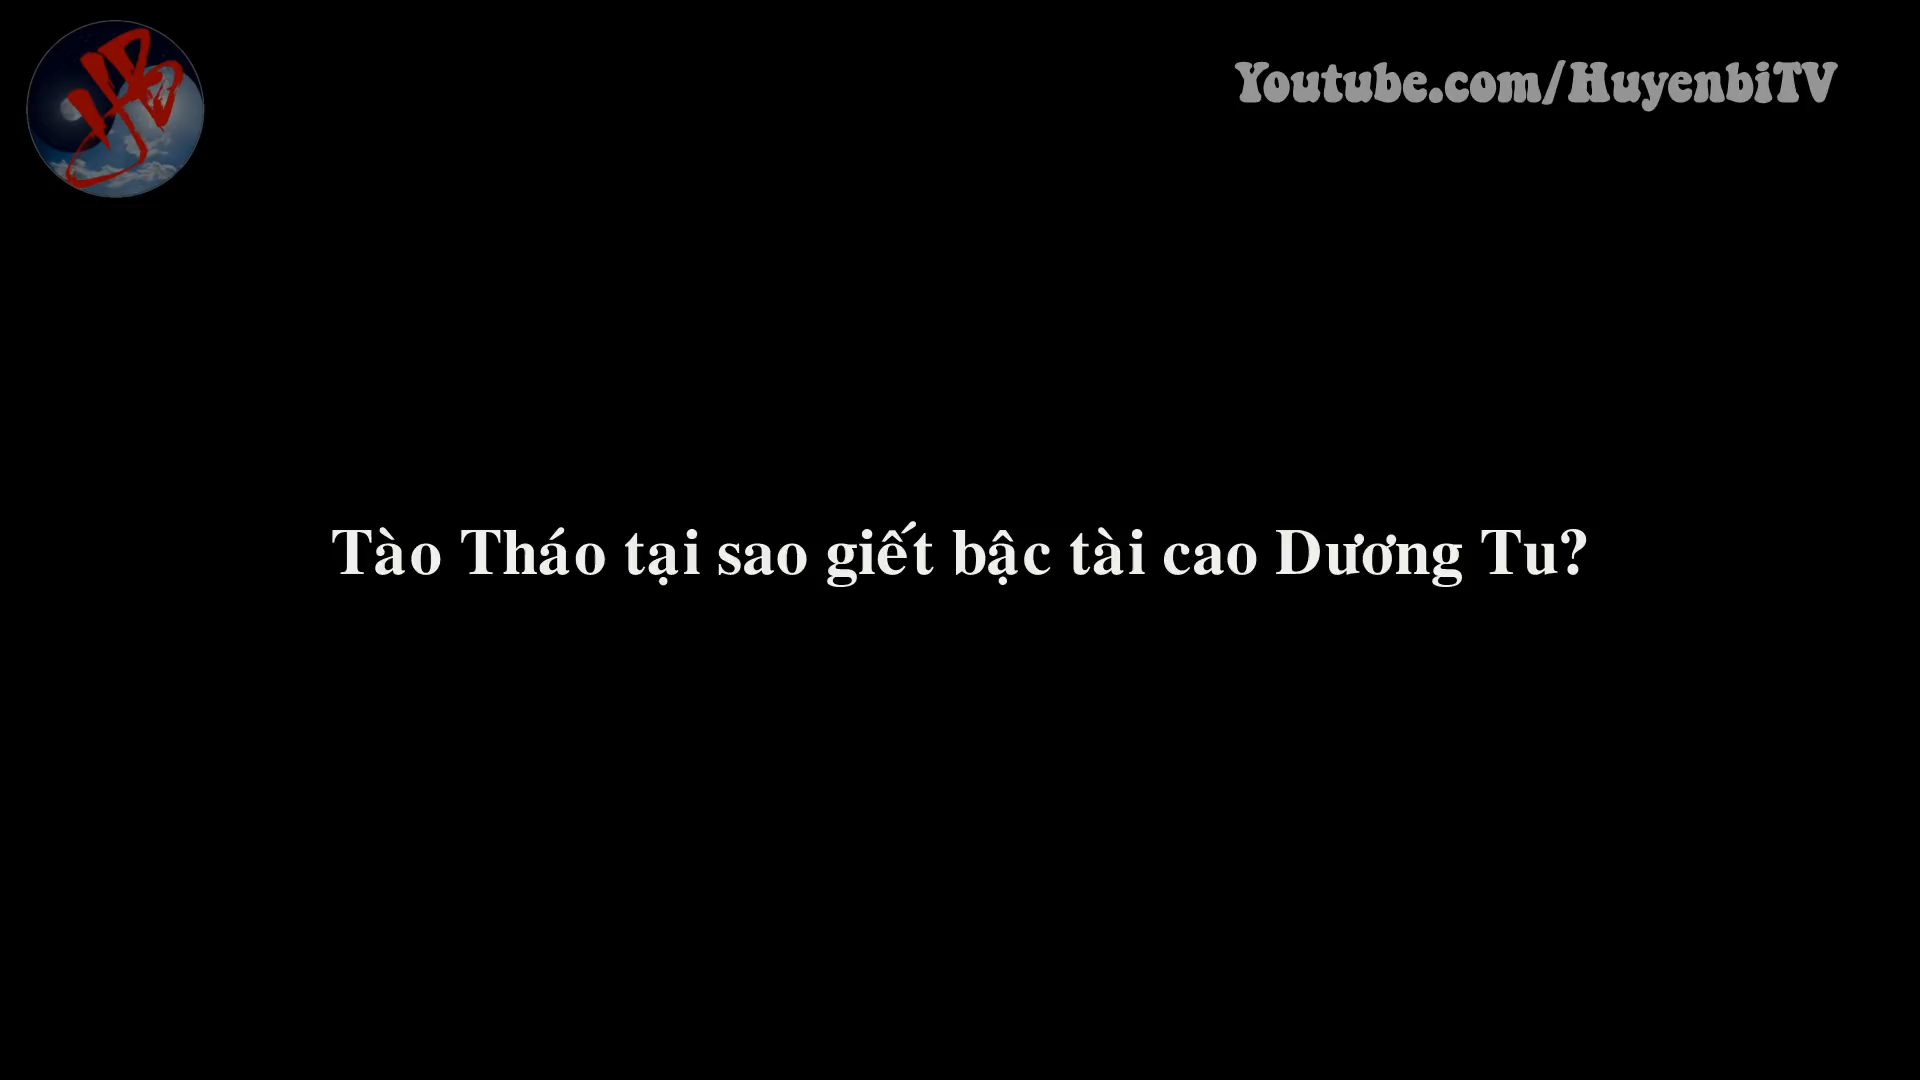 Youtube.com/HuyenbiTV
Tào Tháo tại sao giết bậc tài cao Dương Tu?